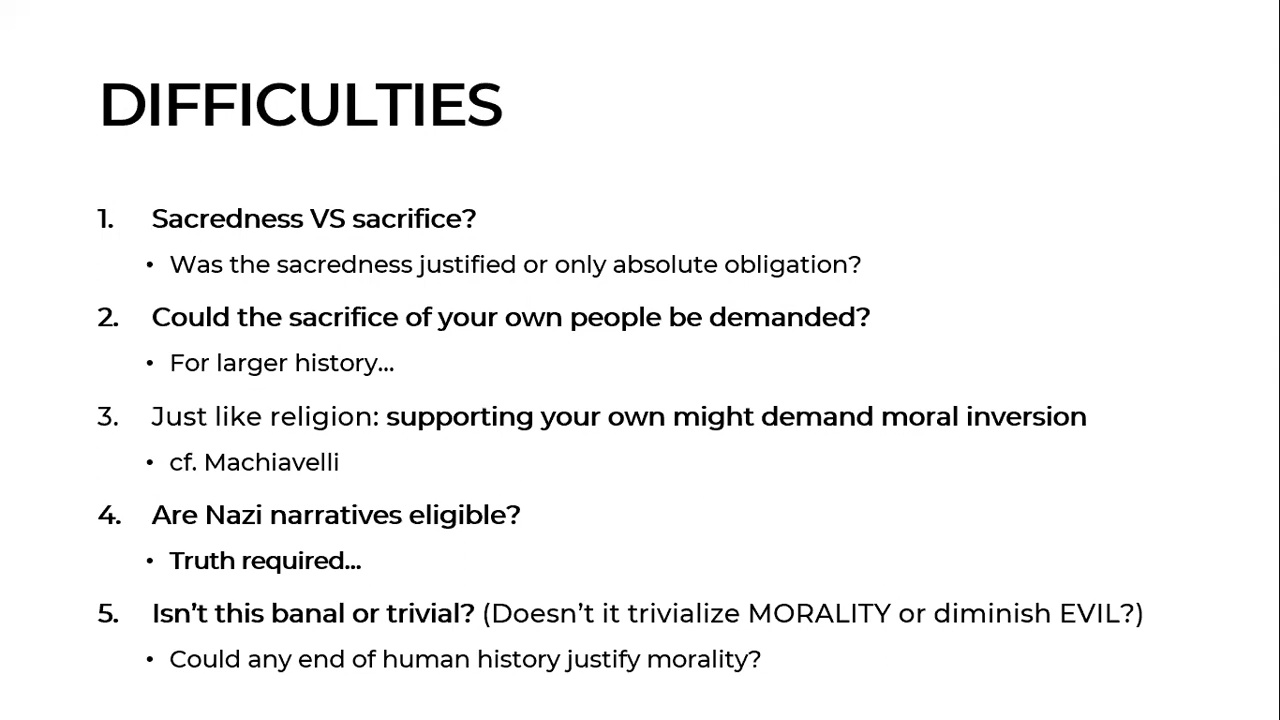 DIFFICULTIES
1. Sacredness VS sacrifice?
• Was the sacredness justified or only absolute obligation?
2. Could the sacrifice of your own people be demanded?
• For larger history...
3. Just like religion: supporting your own might demand moral inversion
• cf. Machiavelli
4. Are Nazi narratives eligible?
• Truth required...
5. Isn’t this banal or trivial? (Doesn’t it trivialize MORALITY or diminish EVIL?)
• Could any end of human history justify morality?